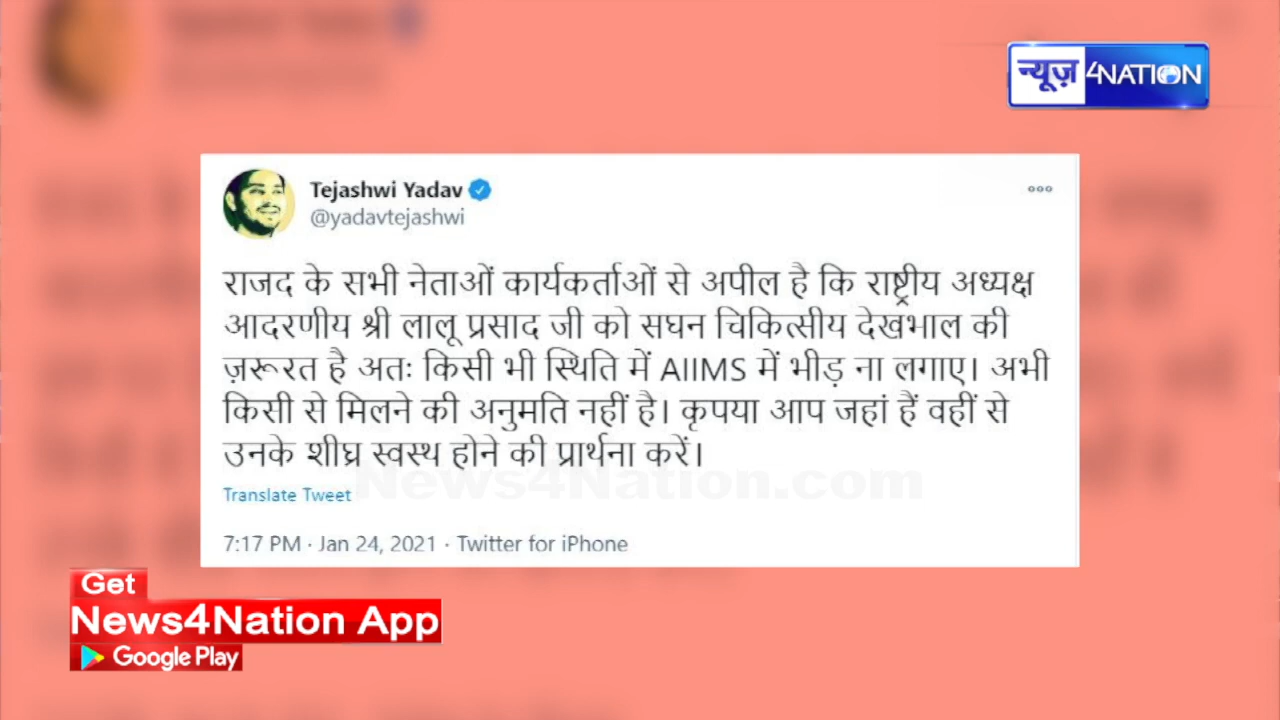 न्यूज़ 4NATION
Tejashwi Yadav
@yadavtejashwi
राजद के सभी नेताओं कार्यकर्ताओं से अपील है कि राष्ट्रीय अध्यक्ष
आदरणीय श्री लालू प्रसाद जी को सघन चिकित्सीय देखभाल की
ज़रूरत है अतः किसी भी स्थिति में AIIMS में भीड़ ना लगाए। अभी
किसी से मिलने की अनुमति नहीं है। कृपया आप जहां हैं वहीं से
उनके शीघ्र स्वस्थ होने की प्रार्थना करें।
News4Nation.com
Translate Tweet
7:17 PM · Jan 24, 2021 · Twitter for iPhone
Get
News4Nation App
Google Play